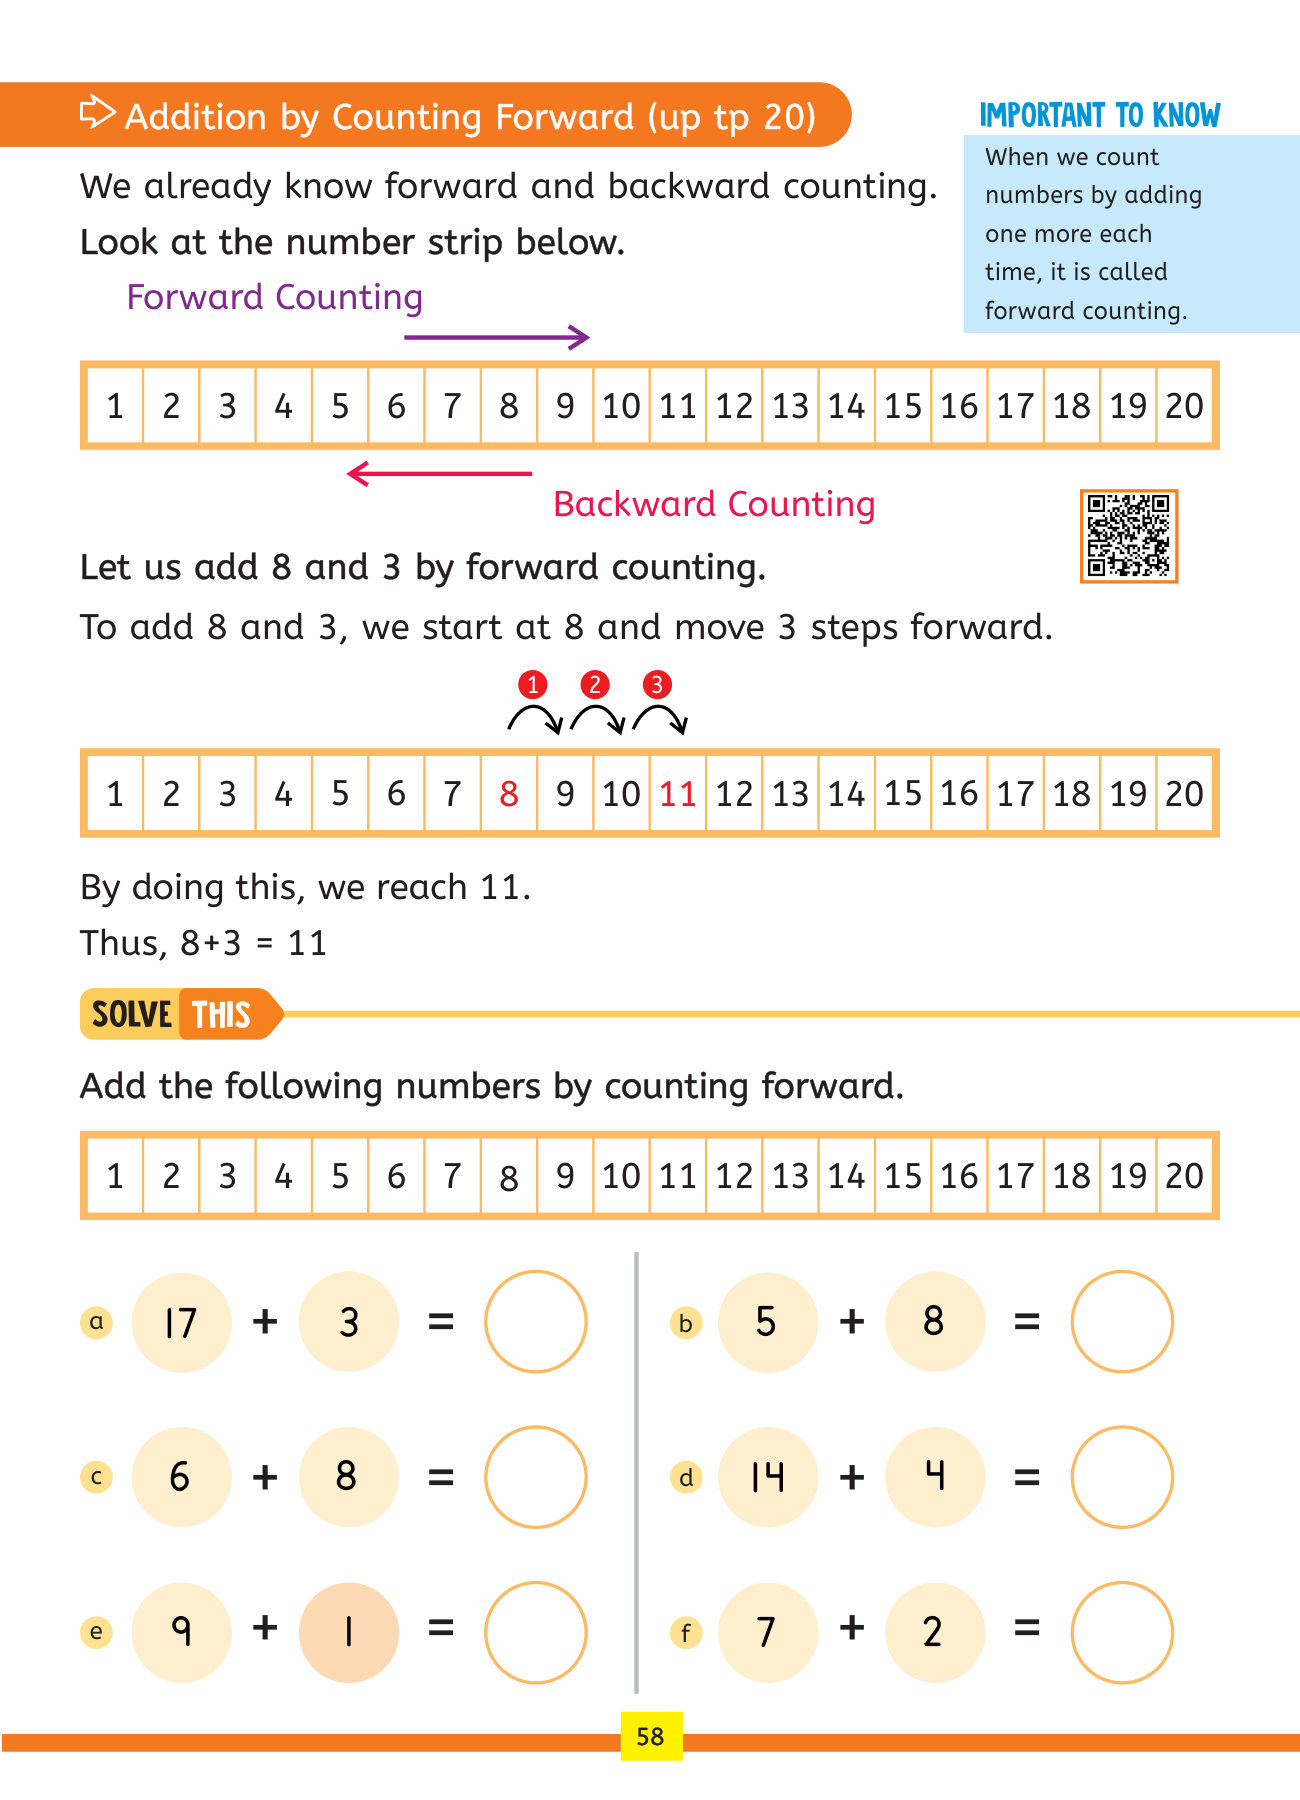 Addition by Counting Forward (up tp 20)
IMPORTANT TO KNOW
When we count
numbers by adding
one more each
time, it is called
forward counting.
We already know forward and backward counting.
Look at the number strip below.
Forward Counting
1 2 3 4 5 6 7 8 9 10 11 12 13 14 15 16 17 18 19 20
Backward Counting
Let us add 8 and 3 by forward counting.
To add 8 and 3, we start at 8 and move 3 steps forward.
1 2 3
1 2 3 4 5 6 7 8 9 10 11 12 13 14 15 16 17 18 19 20
By doing this, we reach 11.
Thus, 8+3 = 11
SOLVE THIS
Add the following numbers by counting forward.
1 2 3 4 5 6 7 8 9 10 11 12 13 14 15 16 17 18 19 20
a 17 + 3 =
b 5 + 8 =
c 6 + 8 =
d 14 + 4 =
e 9 + 1 =
f 7 + 2 =
58